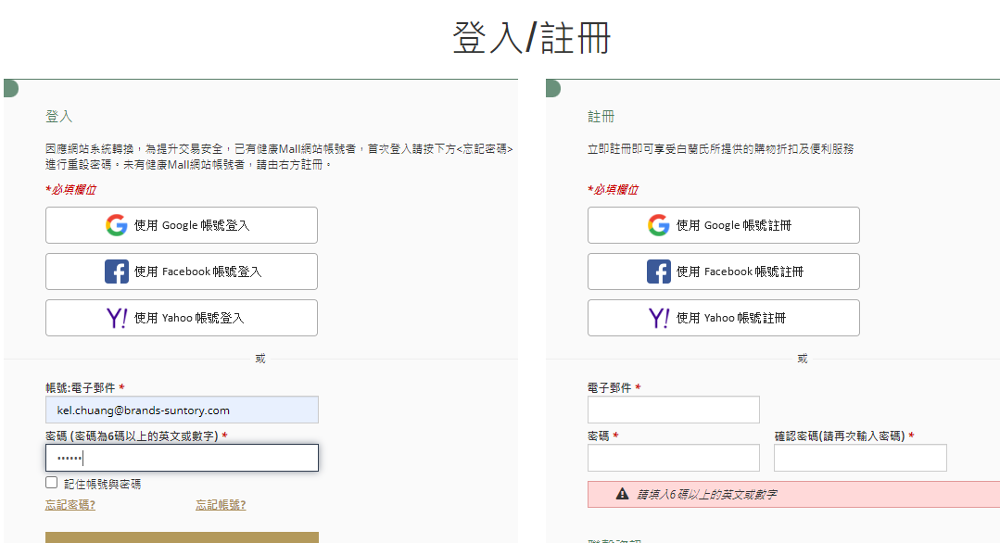 登入/註冊
登入
因應網站系統轉換，為提升交易安全，已有健康Mall網站帳號者，首次登入請按下方<忘記密碼>
進行重設密碼。未有健康Mall網站帳號者，請由右方註冊。
*必填欄位
使用 Google 帳號登入
使用 Facebook 帳號登入
使用 Yahoo 帳號登入
或
帳號:電子郵件 *
kel.chuang@brands-suntory.com
密碼 (密碼為6碼以上的英文或數字) *
••••••
記住帳號與密碼
忘記密碼? 忘記帳號?
註冊
立即註冊即可享受白蘭氏所提供的購物折扣及便利服務
*必填欄位
使用 Google 帳號註冊
使用 Facebook 帳號註冊
使用 Yahoo 帳號註冊
或
電子郵件 *
密碼 * 確認密碼(請再次輸入密碼) *
請填入6碼以上的英文或數字